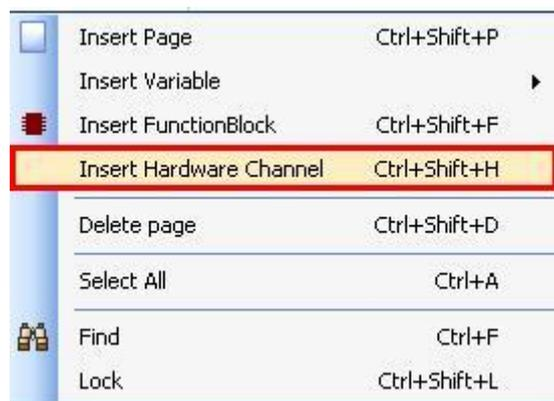 Insert Page Ctrl+Shift+P
Insert Variable
Insert FunctionBlock Ctrl+Shift+F
Insert Hardware Channel Ctrl+Shift+H
Delete page Ctrl+Shift+D
Select All Ctrl+A
Find Ctrl+F
Lock Ctrl+Shift+L